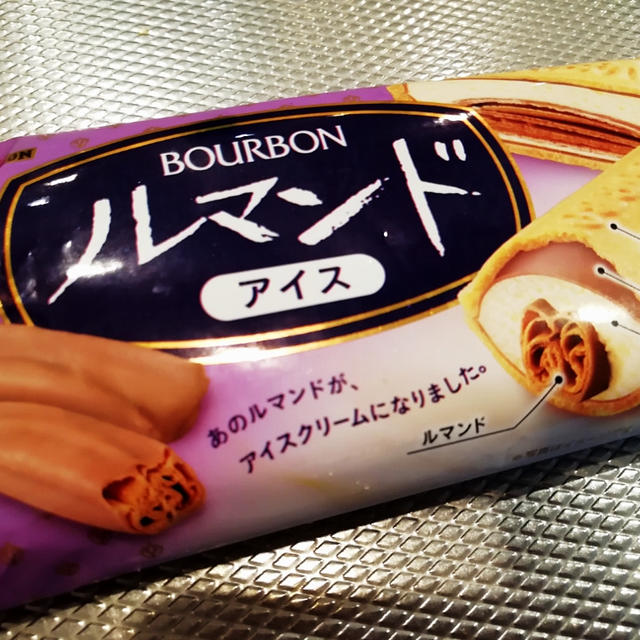 BOURBON
ルマンド
アイス
あのルマンドが、
アイスクリームになりました。
ルマンド